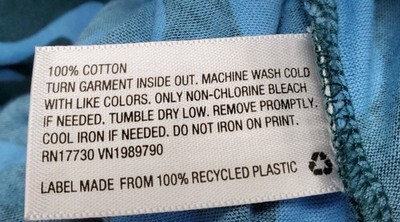 100% COTTON
TURN GARMENT INSIDE OUT. MACHINE WASH COLD
WITH LIKE COLORS. ONLY NON-CHLORINE BLEACH
IF NEEDED. TUMBLE DRY LOW. REMOVE PROMPTLY.
COOL IRON IF NEEDED. DO NOT IRON ON PRINT.
RN17730 VN1989790
LABEL MADE FROM 100% RECYCLED PLASTIC